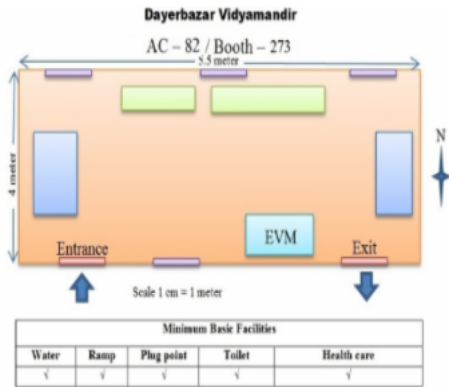 Dayerbazar Vidyamandir
AC – 82 / Booth – 273
5.5 meter
4 meter
N
EVM
Entrance
Exit
Scale 1 cm = 1 meter
Minimum Basic Facilities
Water Ramp Plug point Toilet Health care
√ √ √ √ √